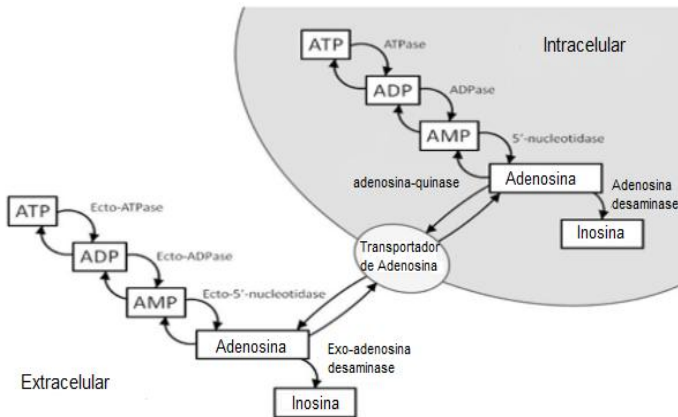 Intracelular
ATP
ATPase
ADP
ADPase
AMP
5'-nucleotidase
adenosina-quinase
Adenosina
Adenosina
desaminase
Inosina
Transportador
de Adenosina
ATP
Ecto-ATPase
ADP
Ecto-ADPase
AMP
Ecto-5'-nucleotidase
Adenosina
Exo-adenosina
desaminase
Inosina
Extracelular